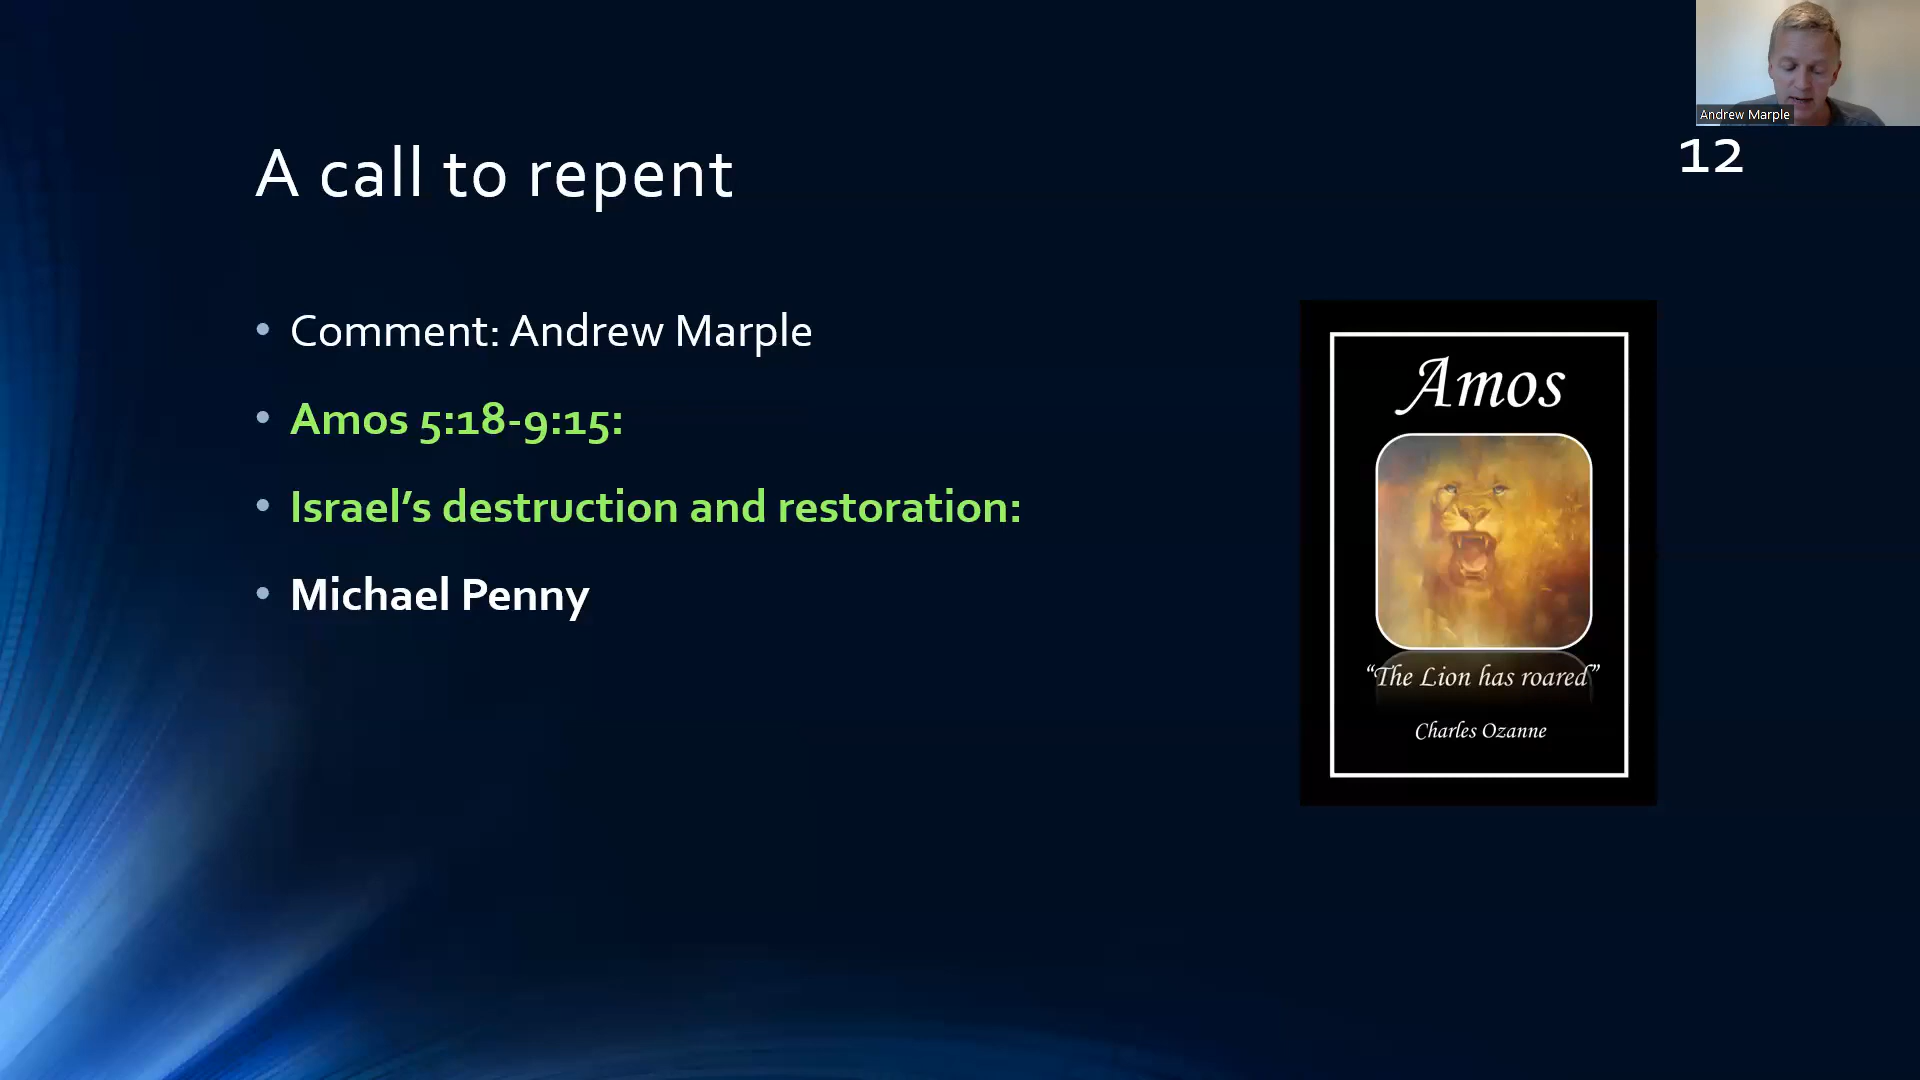 Andrew Marple
12
A call to repent
• Comment: Andrew Marple
• Amos 5:18-9:15:
• Israel’s destruction and restoration:
• Michael Penny
Amos
“The Lion has roared”
Charles Ozanne